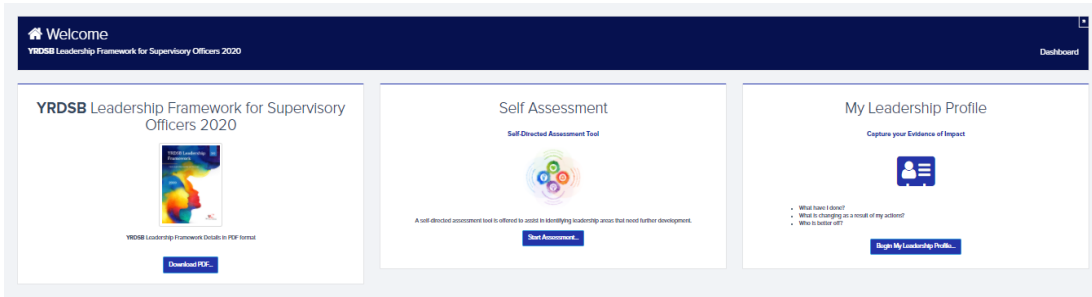 Welcome
YRDSB Leadership Framework for Supervisory Officers 2020
Dashboard
YRDSB Leadership Framework for Supervisory
Officers 2020
YRDSB Leadership
Framework
YRDSB Leadership Framework Details in PDF format
Download PDF...
Self Assessment
Self-Directed Assessment Tool
A self-directed assessment tool is offered to assist in identifying leadership areas that need further development.
Start Assessment...
My Leadership Profile
Capture your Evidence of Impact
What have I done?
What is changing as a result of my actions?
Who is better off?
Begin My Leadership Profile...